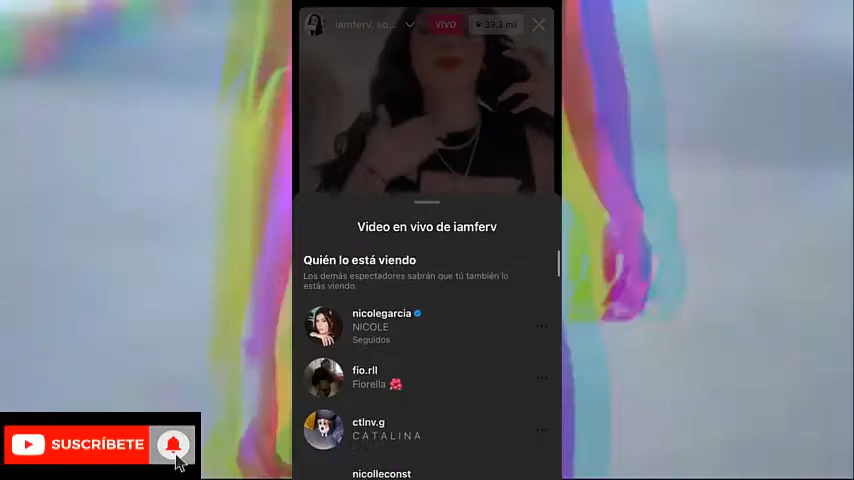 iamferv, so...
VIVO
39,3 mil
Video en vivo de iamferv
Quién lo está viendo
Los demás espectadores sabrán que tú también lo
estás viendo.
nicolegarcia
NICOLE
Seguidos
fio.rll
Fiorella 🌺
ctlnv.g
C A T A L I N A
nicolleconst
SUSCRÍBETE